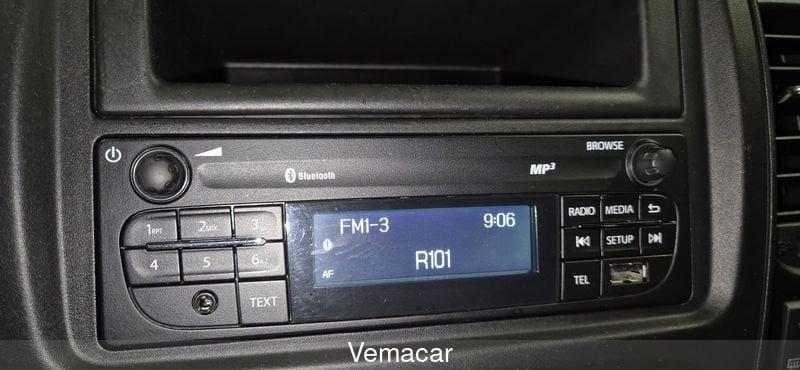 BROWSE
Bluetooth
MP3
1RPT
2MIX
3
4
5
6
TEXT
FM1-3
9:06
R101
AF
RADIO
MEDIA
SETUP
TEL
Vemacar